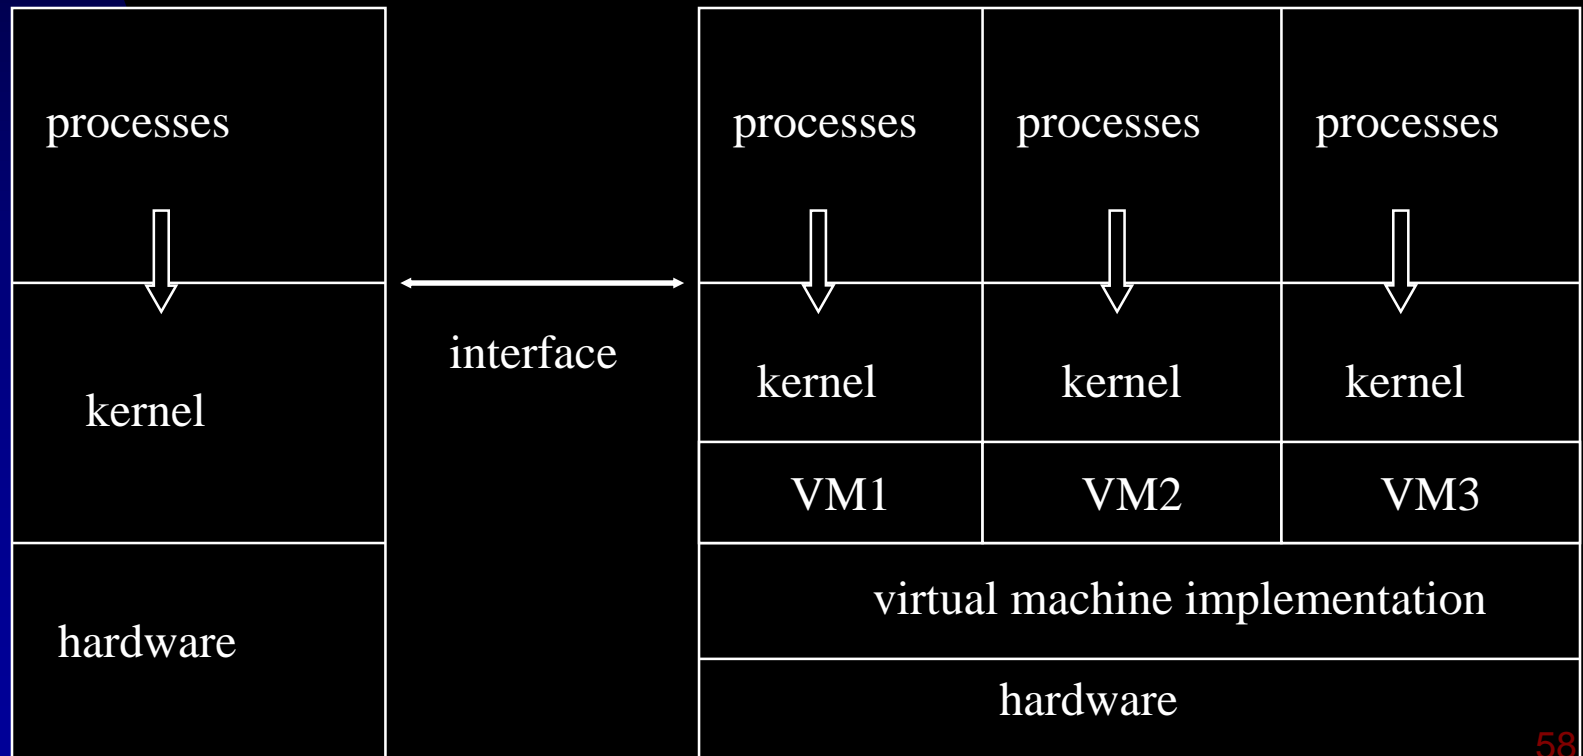 processes
kernel
hardware
interface
processes processes processes
kernel kernel kernel
VM1 VM2 VM3
virtual machine implementation
hardware
58